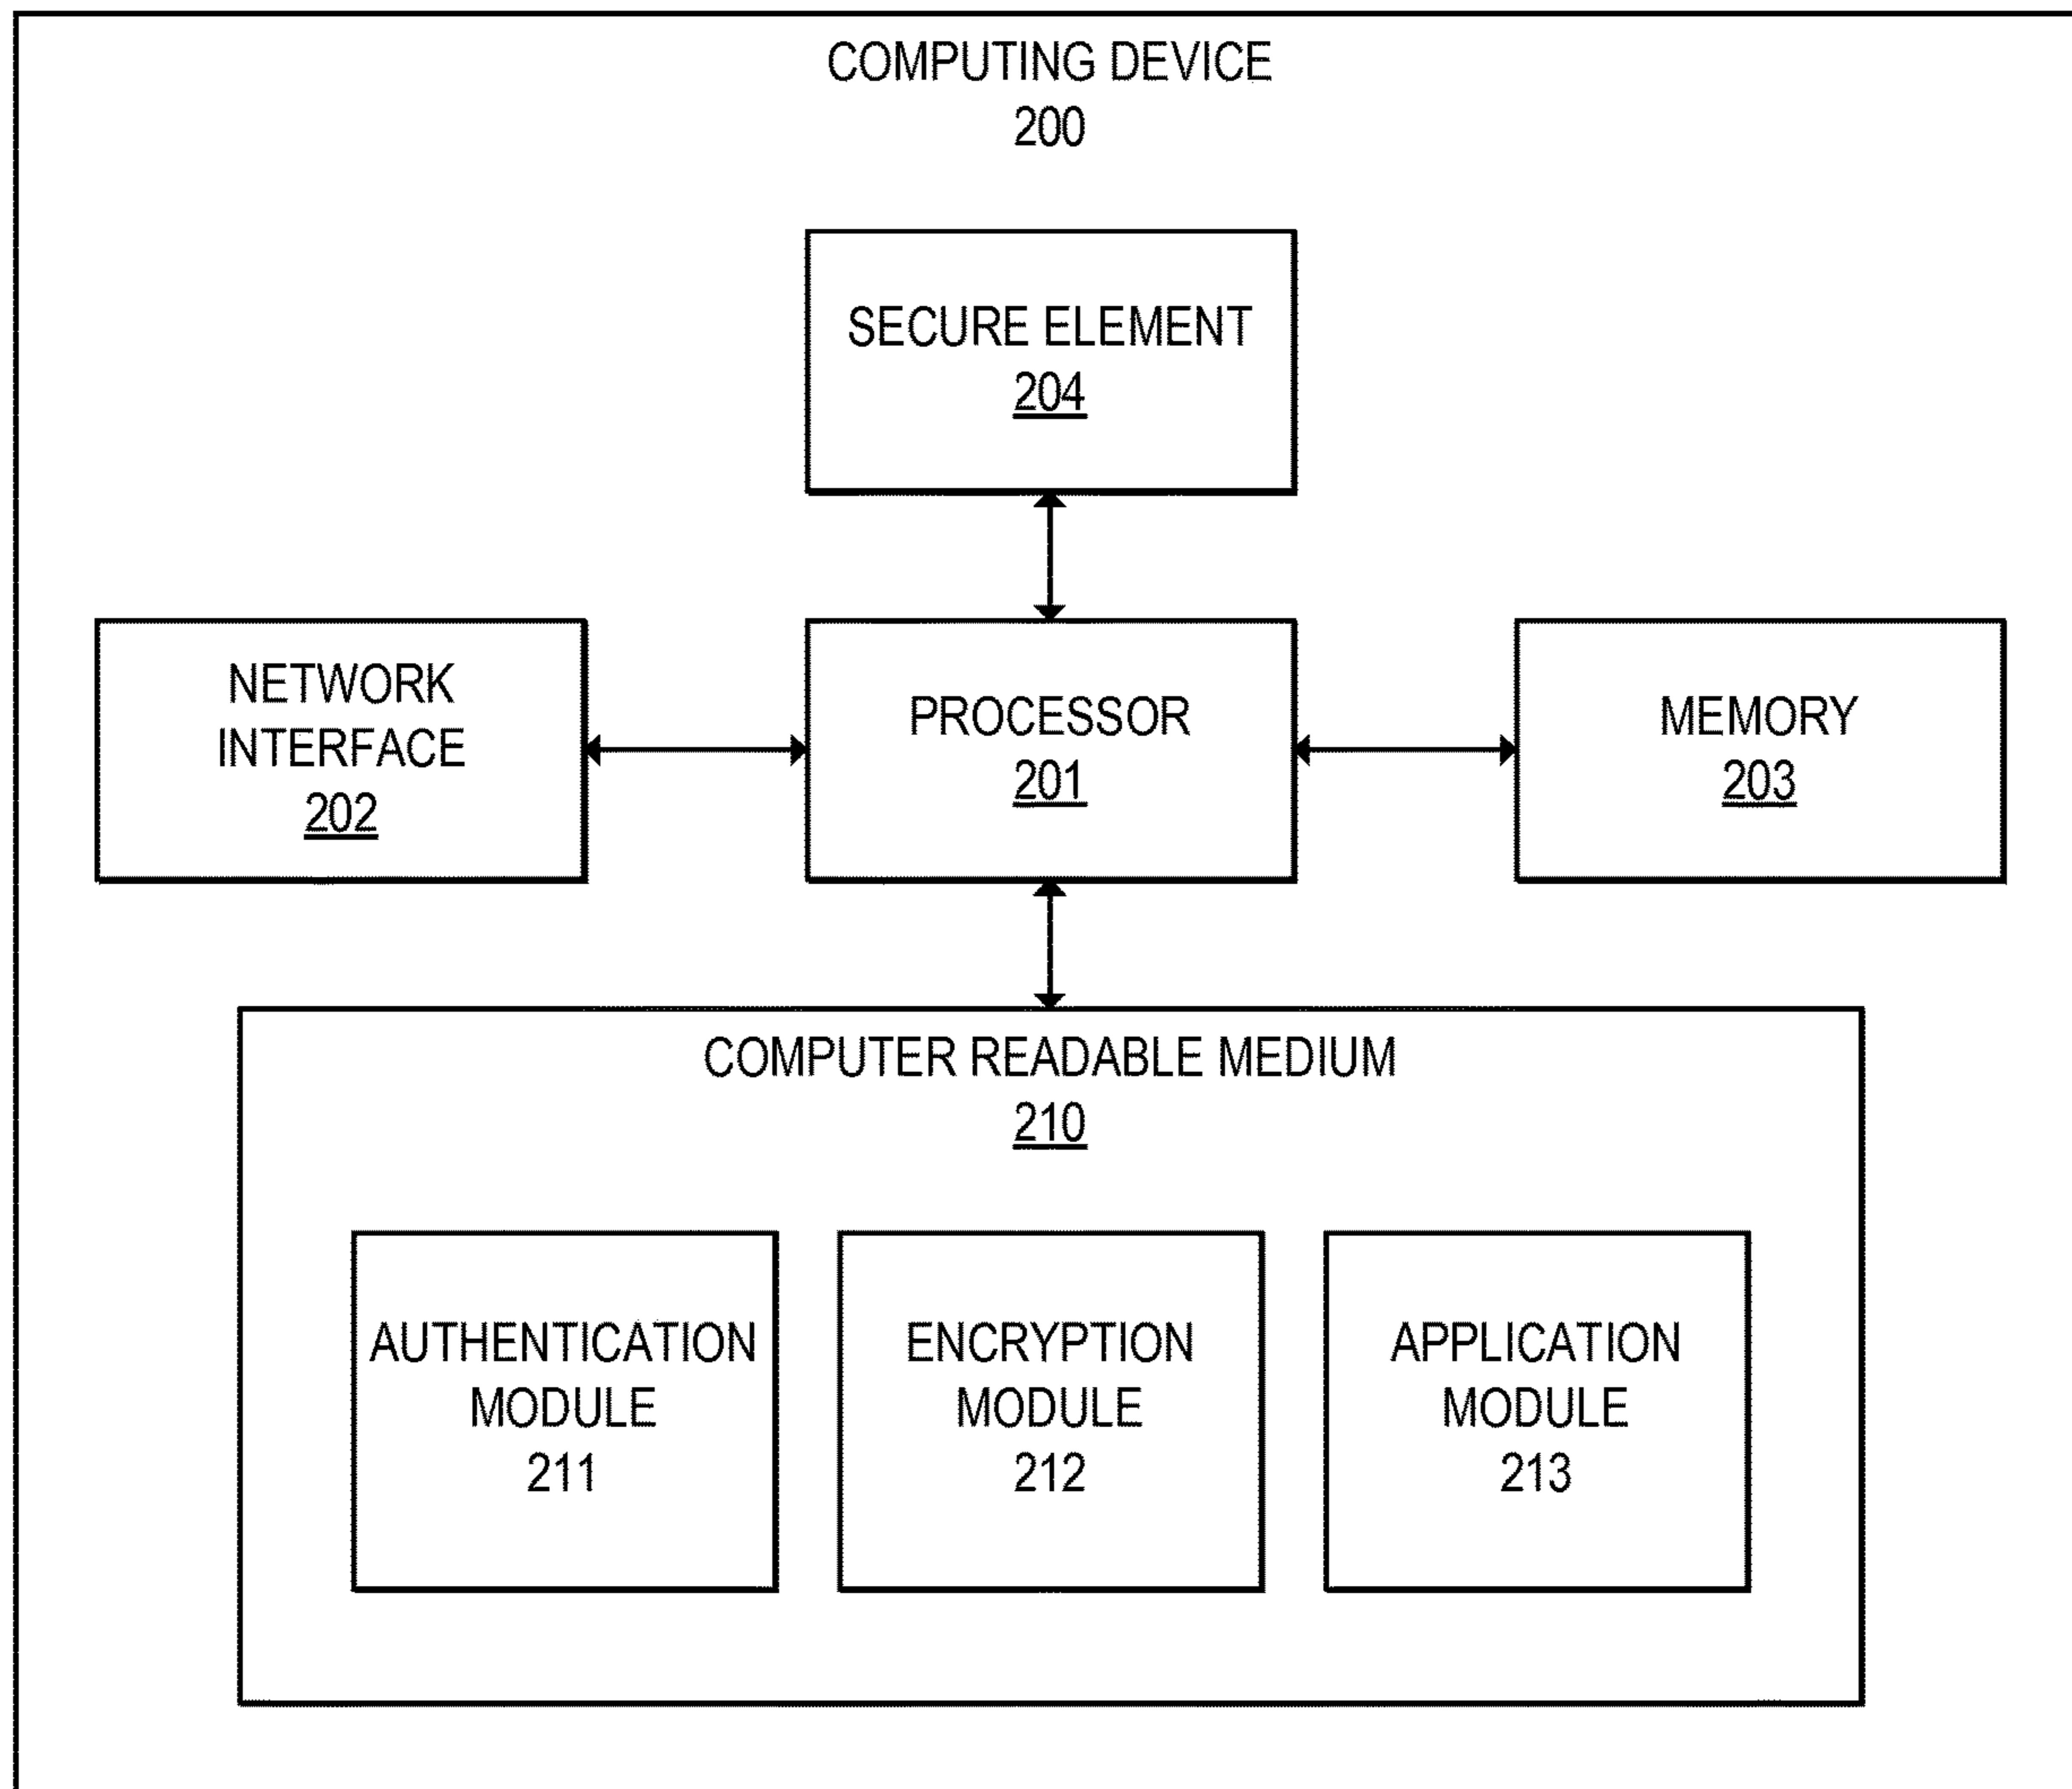 COMPUTING DEVICE
200
SECURE ELEMENT
204
NETWORK
INTERFACE
202
PROCESSOR
201
MEMORY
203
COMPUTER READABLE MEDIUM
210
AUTHENTICATION
MODULE
211
ENCRYPTION
MODULE
212
APPLICATION
MODULE
213